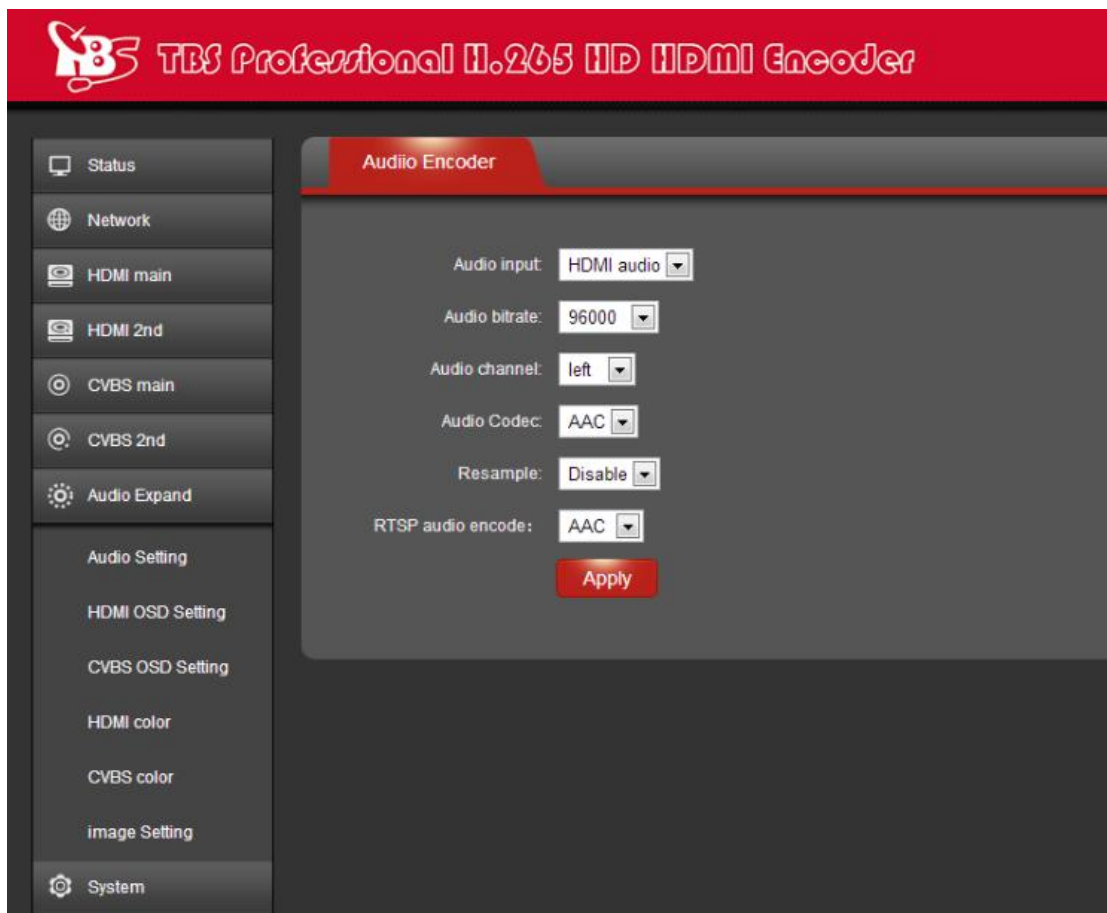 TBS TBS Professional H.265 HD HDMI Encoder
Status
Network
HDMI main
HDMI 2nd
CVBS main
CVBS 2nd
Audio Expand
Audio Setting
HDMI OSD Setting
CVBS OSD Setting
HDMI color
CVBS color
image Setting
System
Audiio Encoder
Audio input: HDMI audio
Audio bitrate: 96000
Audio channel: left
Audio Codec: AAC
Resample: Disable
RTSP audio encode: AAC
Apply